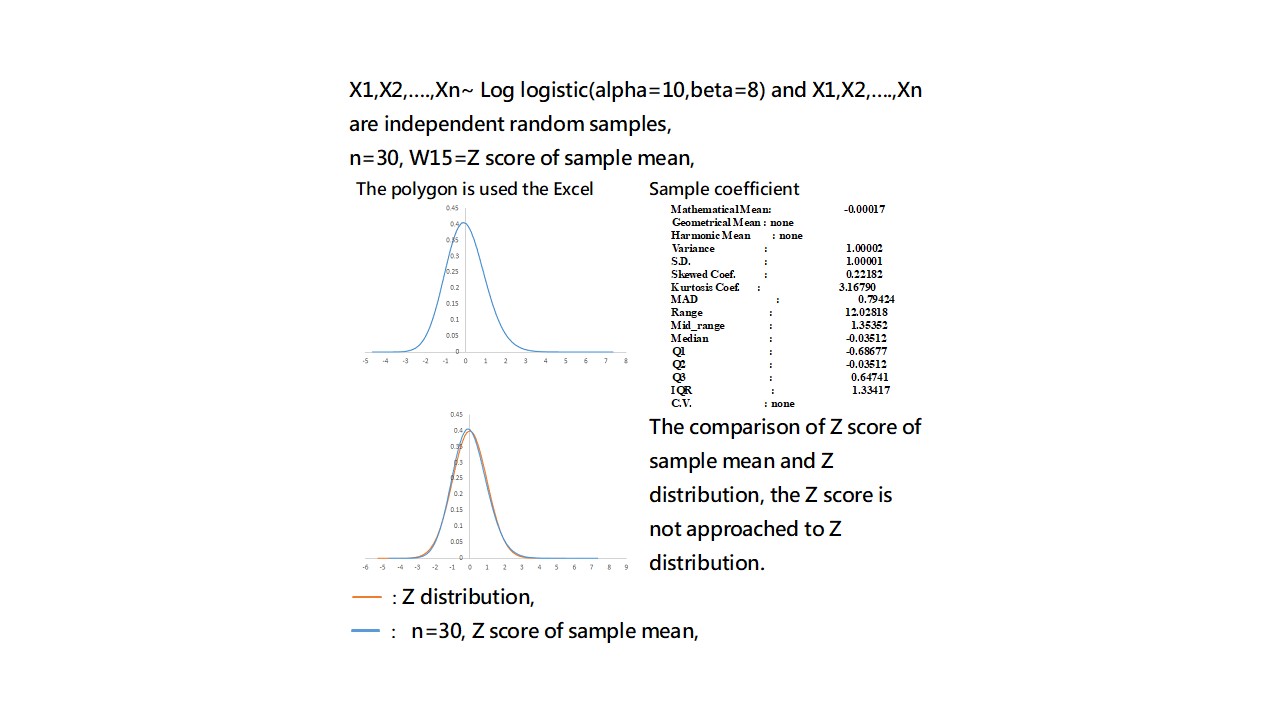 X1,X2,….,Xn~ Log logistic(alpha=10,beta=8) and X1,X2,….,Xn
are independent random samples,
n=30, W15=Z score of sample mean,
The polygon is used the Excel
0.45
0.4
0.35
0.3
0.25
0.2
0.15
0.1
0.05
0
-5 -4 -3 -2 -1 0 1 2 3 4 5 6 7 8
Sample coefficient
Mathematical Mean: -0.00017
Geometrical Mean : none
Harmonic Mean : none
Variance : 1.00002
S.D. : 1.00001
Skewed Coef. : 0.22182
Kurtosis Coef. : 3.16790
MAD : 0.79424
Range : 12.02818
Mid_range : 1.35352
Median : -0.03512
Q1 : -0.68677
Q2 : -0.03512
Q3 : 0.64741
IQR : 1.33417
C.V. : none
0.45
0.4
0.35
0.3
0.25
0.2
0.15
0.1
0.05
0
-6 -5 -4 -3 -2 -1 0 1 2 3 4 5 6 7 8 9
The comparison of Z score of
sample mean and Z
distribution, the Z score is
not approached to Z
distribution.
: Z distribution,
: n=30, Z score of sample mean,